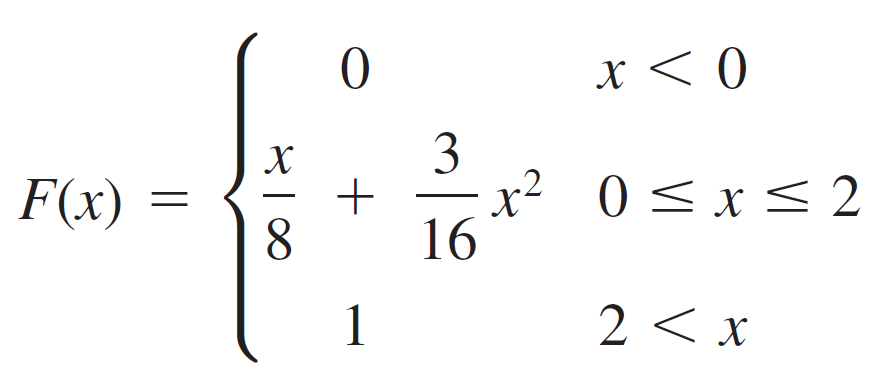 0 x < 0
F(x) = { x/8 + 3/16 x² 0 ≤ x ≤ 2
1 2 < x